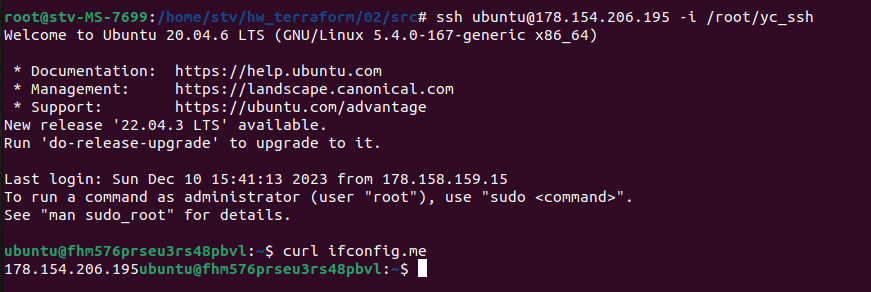 root@stv-MS-7699:/home/stv/hw_terraform/02/src# ssh ubuntu@178.154.206.195 -i /root/yc_ssh
Welcome to Ubuntu 20.04.6 LTS (GNU/Linux 5.4.0-167-generic x86_64)
* Documentation:  https://help.ubuntu.com
* Management:     https://landscape.canonical.com
* Support:        https://ubuntu.com/advantage
New release '22.04.3 LTS' available.
Run 'do-release-upgrade' to upgrade to it.
Last login: Sun Dec 10 15:41:13 2023 from 178.158.159.15
To run a command as administrator (user "root"), use "sudo <command>".
See "man sudo_root" for details.
ubuntu@fhm576prseu3rs48pbvl:~$ curl ifconfig.me
178.154.206.195ubuntu@fhm576prseu3rs48pbvl:~$